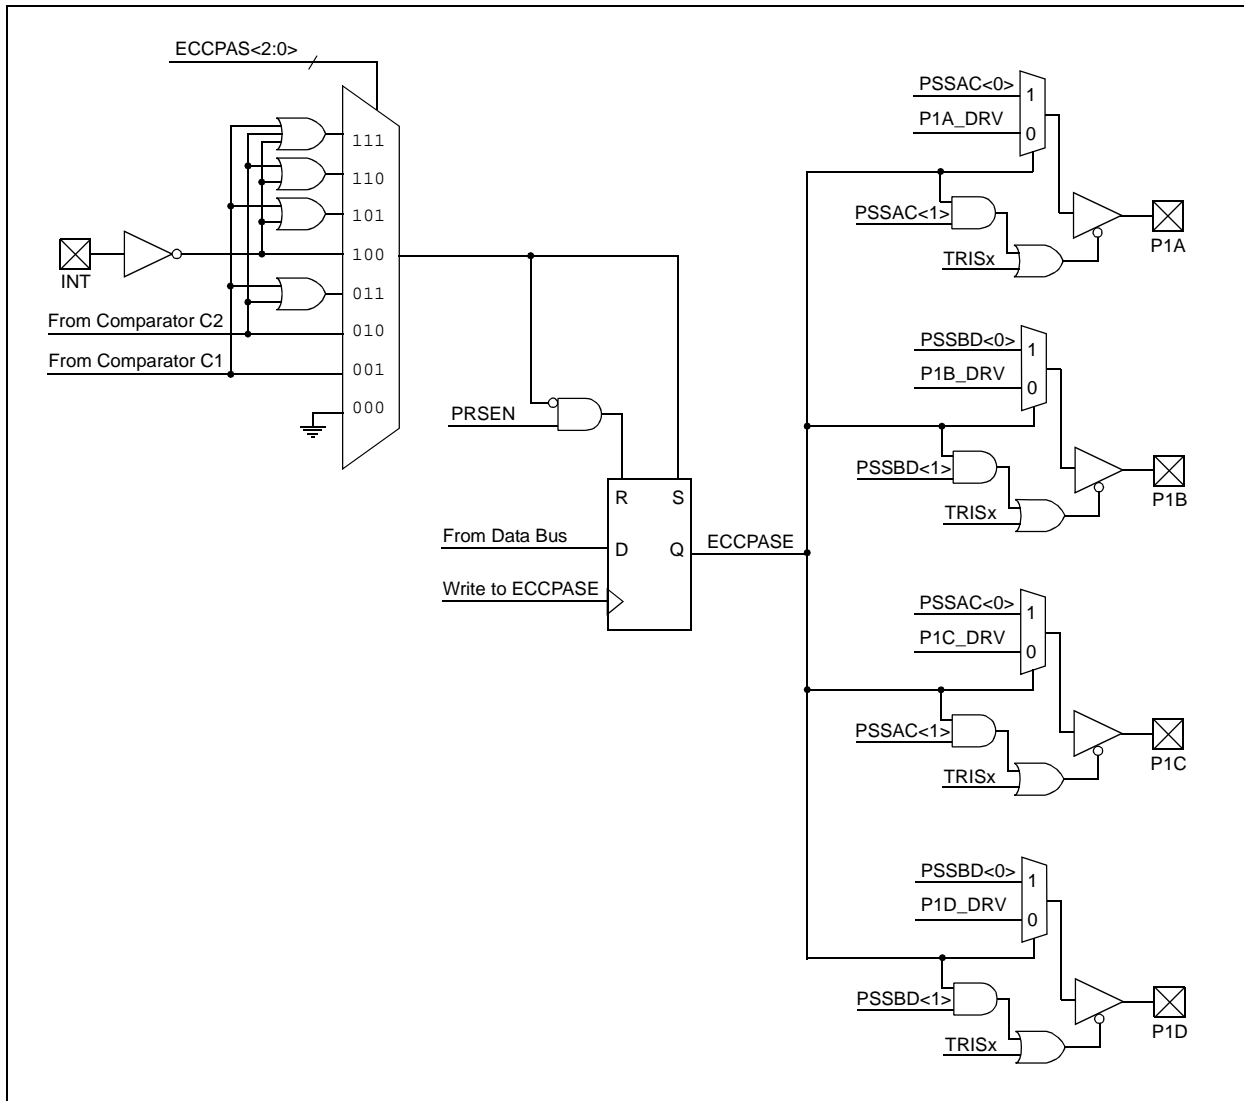 ECCPAS<2:0>
111
110
101
100
011
010
001
000
INT
From Comparator C2
From Comparator C1
PRSEN
R
S
From Data Bus
D
Q
ECCPASE
Write to ECCPASE
PSSAC<0>
1
P1A_DRV
0
PSSAC<1>
TRISx
P1A
PSSBD<0>
1
P1B_DRV
0
PSSBD<1>
TRISx
P1B
PSSAC<0>
1
P1C_DRV
0
PSSAC<1>
TRISx
P1C
PSSBD<0>
1
P1D_DRV
0
PSSBD<1>
TRISx
P1D